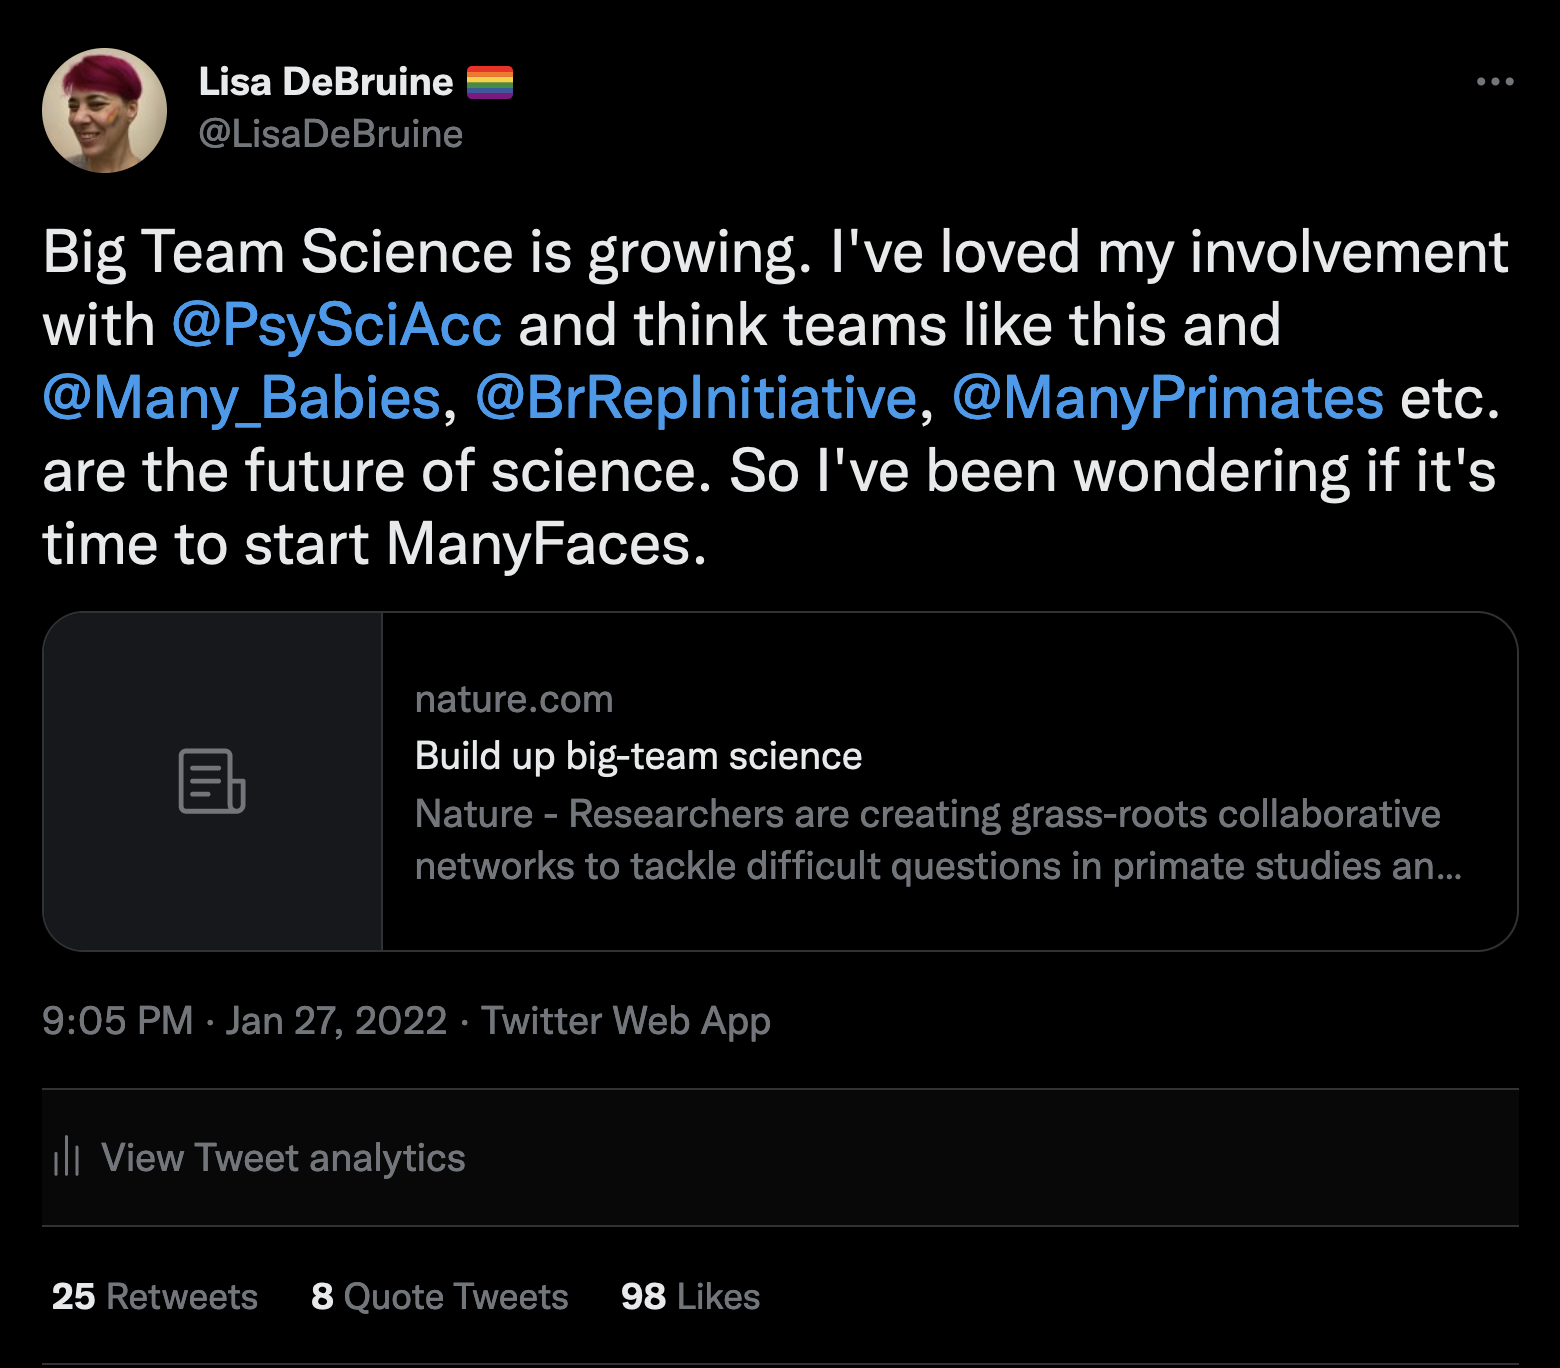 Lisa DeBruine 🏳️‍🌈
@LisaDeBruine
Big Team Science is growing. I've loved my involvement
with @PsySciAcc and think teams like this and
@Many_Babies, @BrRepInitiative, @ManyPrimates etc.
are the future of science. So I've been wondering if it's
time to start ManyFaces.
nature.com
Build up big-team science
Nature - Researchers are creating grass-roots collaborative
networks to tackle difficult questions in primate studies an...
9:05 PM · Jan 27, 2022 · Twitter Web App
View Tweet analytics
25 Retweets 8 Quote Tweets 98 Likes